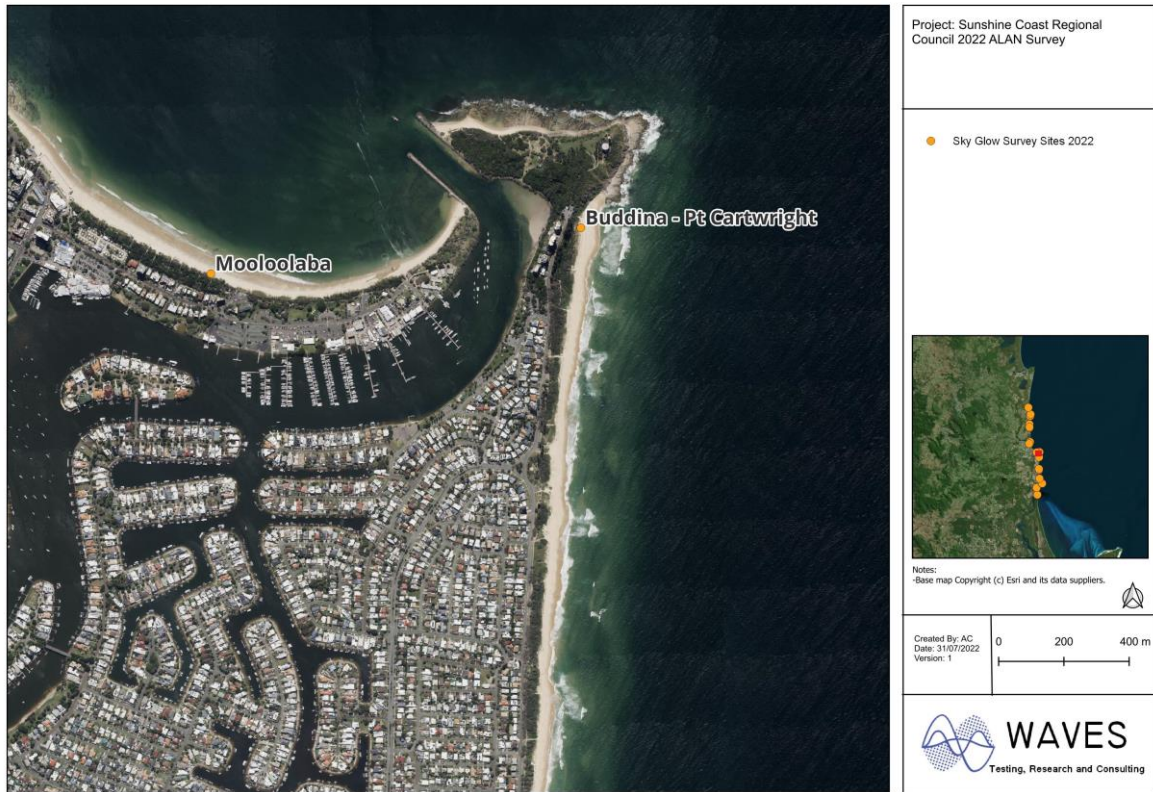 Mooloolaba
Buddina - Pt Cartwright
Project: Sunshine Coast Regional
Council 2022 ALAN Survey
Sky Glow Survey Sites 2022
Notes:
-Base map Copyright (c) Esri and its data suppliers.
Created By: AC
Date: 31/07/2022
Version: 1
0 200 400 m
WAVES
Testing, Research and Consulting